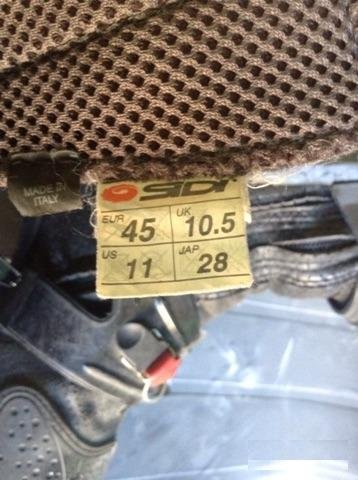 MADE IN
ITALY
SIDI
EUR 45 UK 10.5
US 11 JAP 28